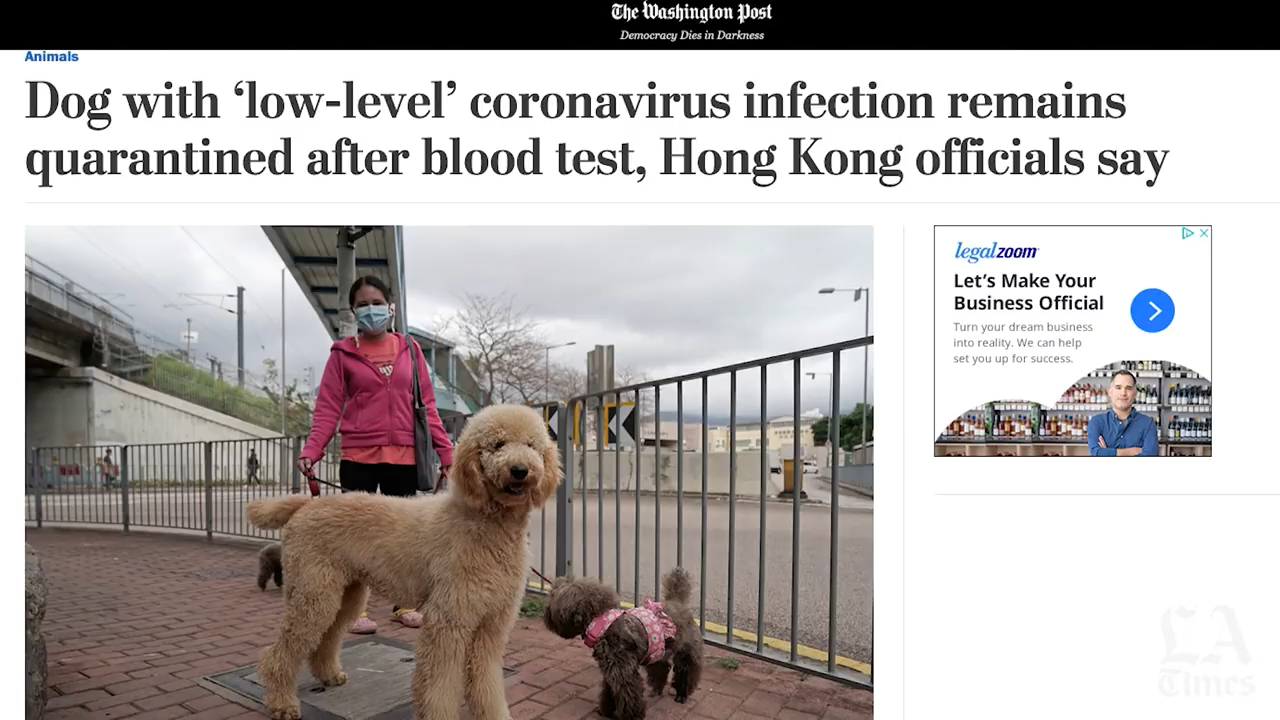 The Washington Post
Democracy Dies in Darkness
Animals
Dog with ‘low-level’ coronavirus infection remains
quarantined after blood test, Hong Kong officials say
legalzoom
Let’s Make Your
Business Official
Turn your dream business
into reality. We can help
set you up for success.
LA
Times